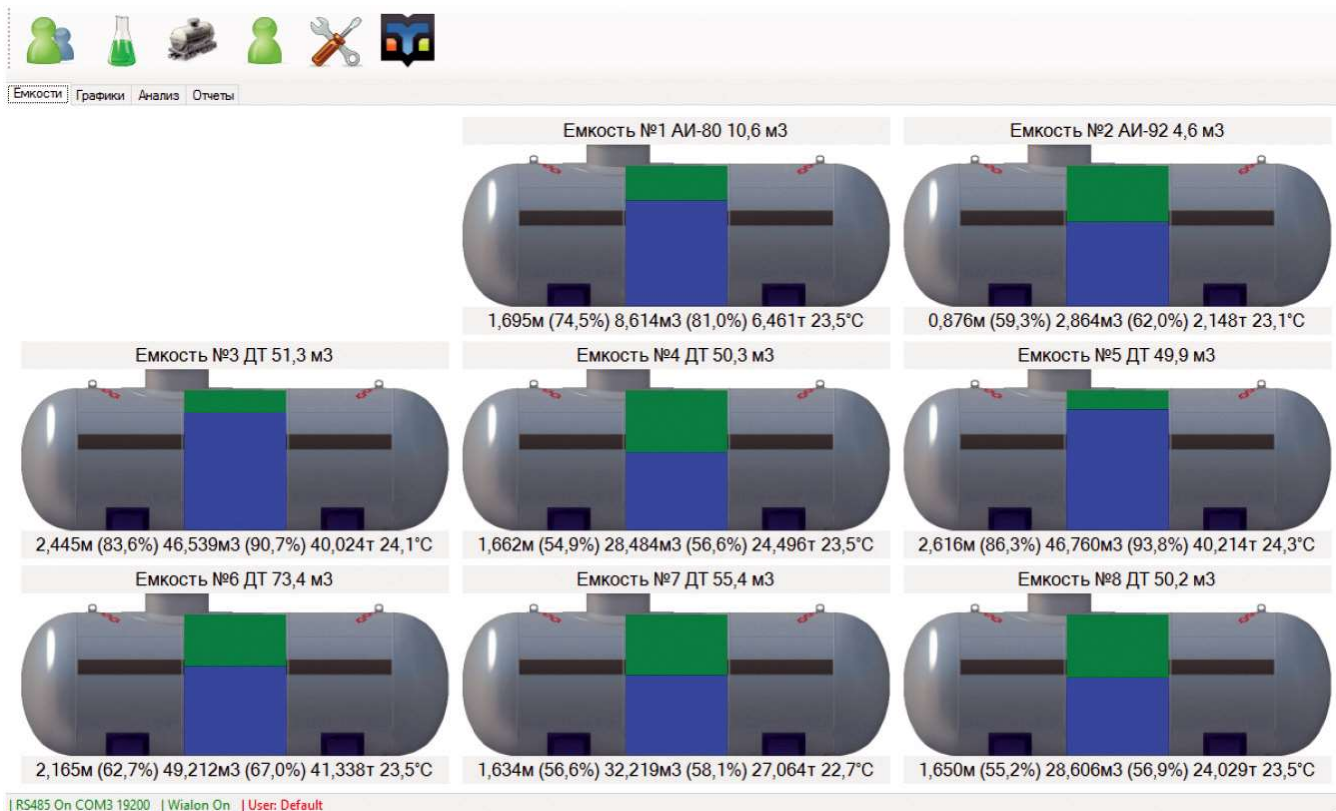 Емкости Графики Анализ Отчеты
Емкость №1 АИ-80 10,6 м3
Емкость №2 АИ-92 4,6 м3
1,695м (74,5%) 8,614м3 (81,0%) 6,461т 23,5°C
0,876м (59,3%) 2,864м3 (62,0%) 2,148т 23,1°C
Емкость №3 ДТ 51,3 м3
Емкость №4 ДТ 50,3 м3
Емкость №5 ДТ 49,9 м3
2,445м (83,6%) 46,539м3 (90,7%) 40,024т 24,1°C
1,662м (54,9%) 28,484м3 (56,6%) 24,496т 23,5°C
2,616м (86,3%) 46,760м3 (93,8%) 40,214т 24,3°C
Емкость №6 ДТ 73,4 м3
Емкость №7 ДТ 55,4 м3
Емкость №8 ДТ 50,2 м3
2,165м (62,7%) 49,212м3 (67,0%) 41,338т 23,5°C
1,634м (56,6%) 32,219м3 (58,1%) 27,064т 22,7°C
1,650м (55,2%) 28,606м3 (56,9%) 24,029т 23,5°C
| RS485 On COM3 19200 | Wialon On | User: Default